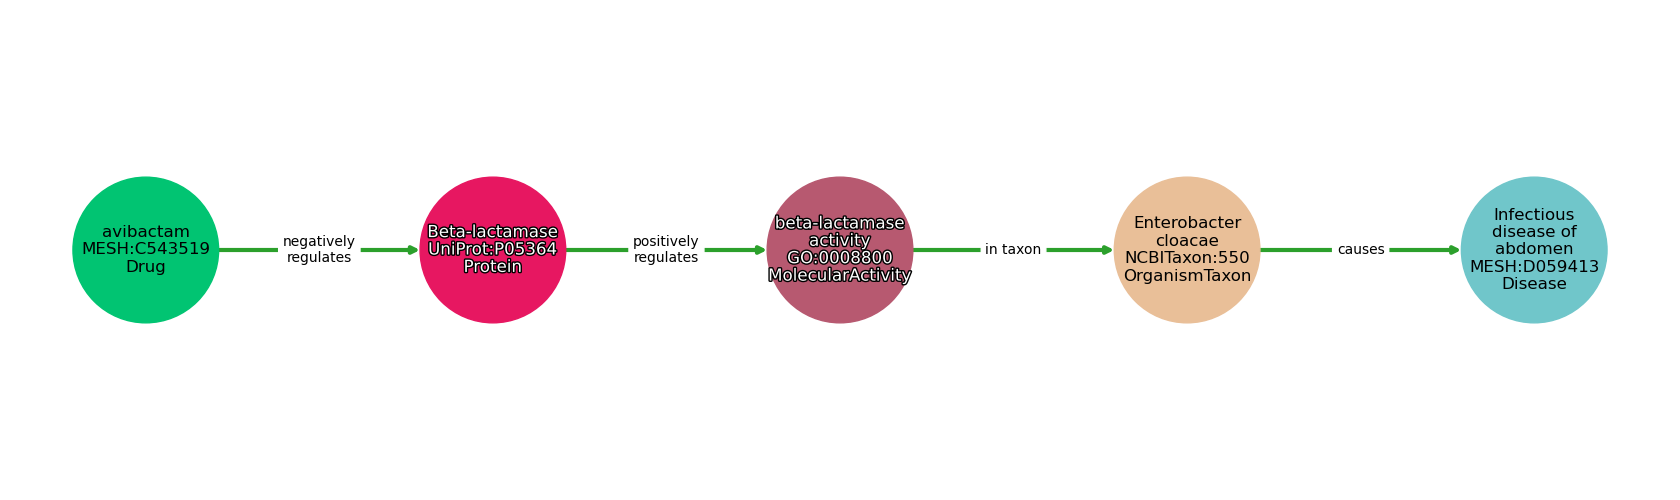 avibactam
MESH:C543519
Drug
negatively
regulates
Beta-lactamase
UniProt:P05364
Protein
positively
regulates
beta-lactamase
activity
GO:0008800
MolecularActivity
in taxon
Enterobacter
cloacae
NCBITaxon:550
OrganismTaxon
causes
Infectious
disease of
abdomen
MESH:D059413
Disease